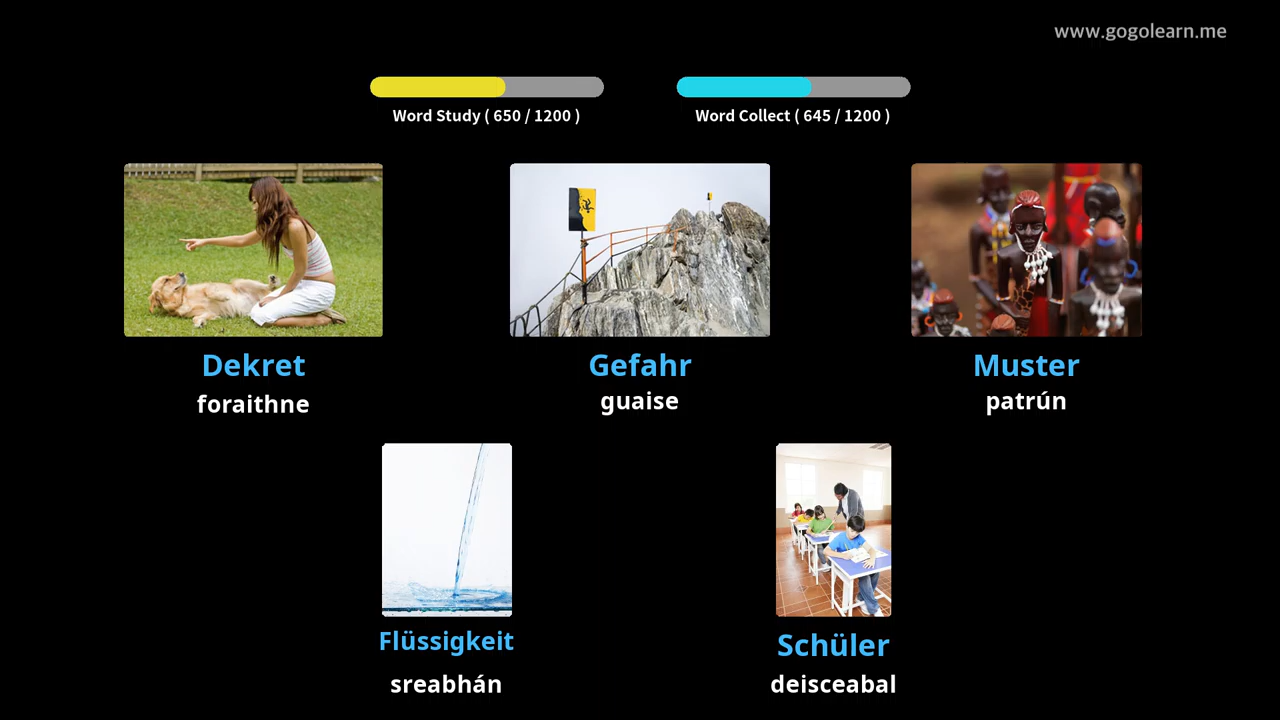 www.gogolearn.me
Word Study ( 650 / 1200 )
Word Collect ( 645 / 1200 )
Dekret
foraithne
Gefahr
guaise
Muster
patrún
Flüssigkeit
sreabhán
Schüler
deisceabal